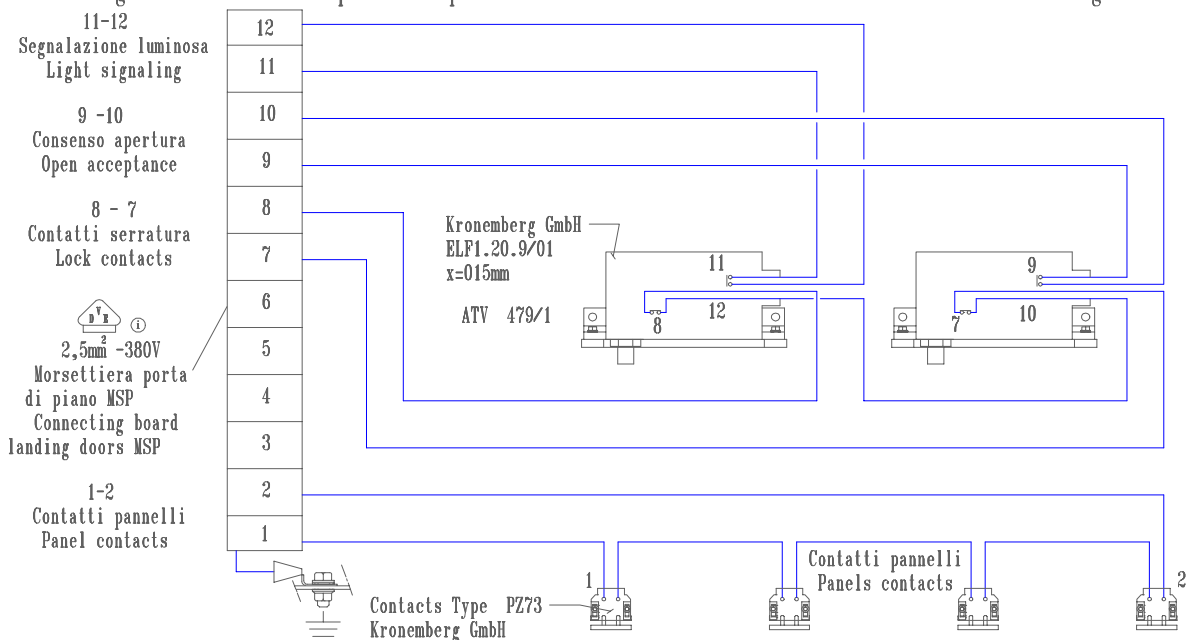 11-12
Segnalazione luminosa
Light signaling
9 -10
Consenso apertura
Open acceptance
8 - 7
Contatti serratura
Lock contacts
D V E
i
2,5mm² -380V
Morsettiera porta
di piano MSP
Connecting board
landing doors MSP
1-2
Contatti pannelli
Panel contacts
12
11
10
9
8
7
6
5
4
3
2
1
Kronemberg GmbH
ELF1.20.9/01
x=015mm
ATV 479/1
11
8
12
9
7
10
Contatti pannelli
Panels contacts
1
2
Contacts Type PZ73
Kronemberg GmbH